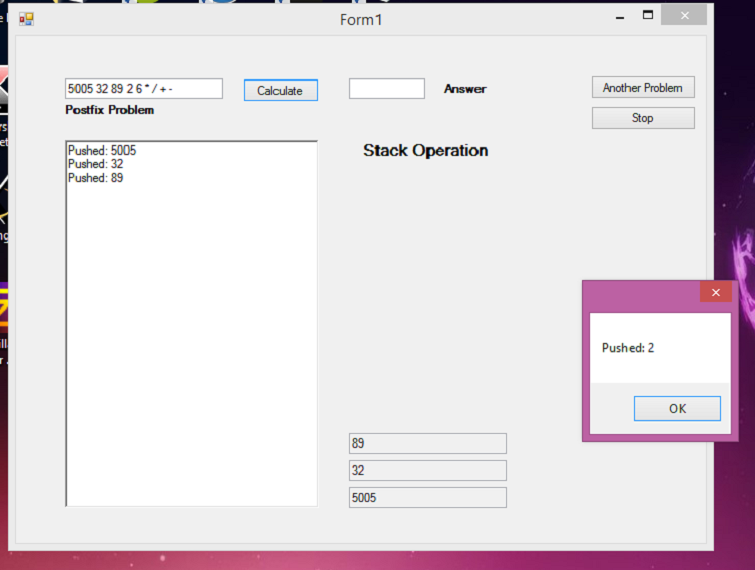 Form1
5005 32 89 2 6 * / + -
Calculate
Answer
Another Problem
Postfix Problem
Stop
Pushed: 5005
Pushed: 32
Pushed: 89
Stack Operation
Pushed: 2
OK
89
32
5005